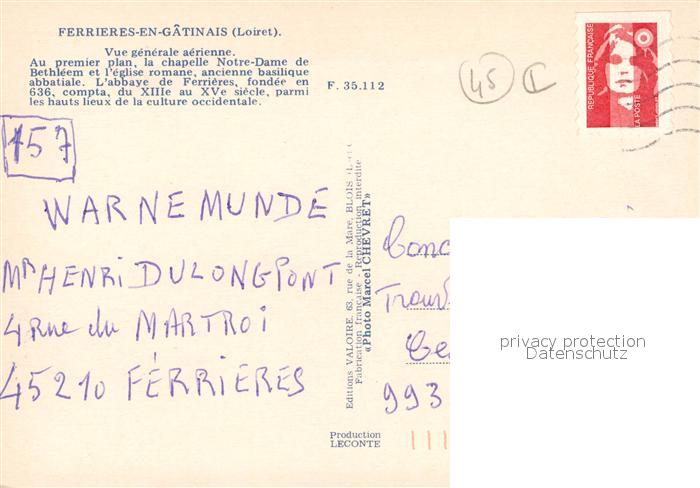 FERRIERES-EN-GÂTINAIS (Loiret).
Vue générale aérienne.
Au premier plan, la chapelle Notre-Dame de
Bethléem et l'église romane, ancienne basilique
abbatiale. L'abbaye de Ferrières, fondée en
636, compta, du XIIIe au XVe siècle, parmi
les hauts lieux de la culture occidentale.
F. 35.112
45
REPUBLIQUE FRANÇAISE
LA POSTE
157
WARNEMUNDE
MR HENRI DULONGPONT
4 Rue du MARTROI
45210 FÉRRIERES
Editions VALOIRE, 63, rue de la Mare, BLOIS
Fabrication française - Reproduction interdite
«Photo Marcel CHEVRET»
Production
LECONTE
Conc
Ce
993
privacy protection
Datenschutz